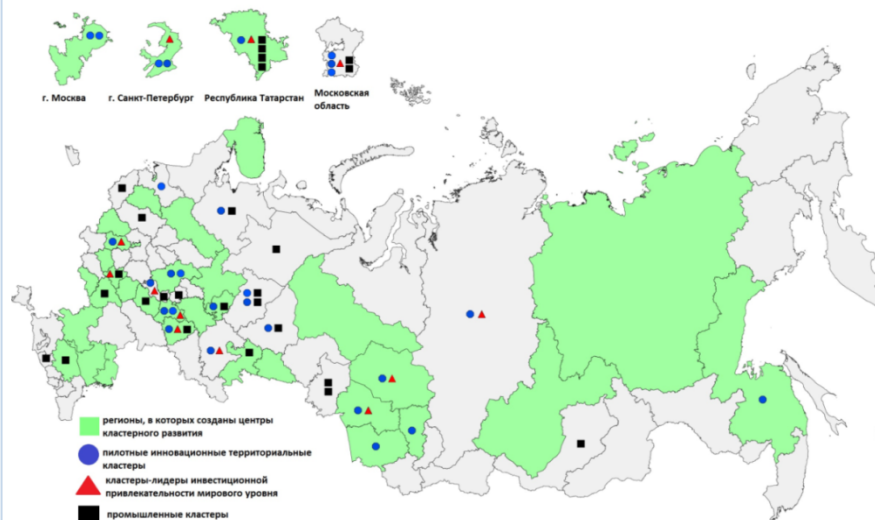 г. Москва
г. Санкт-Петербург
Республика Татарстан
Московская
область
регионы, в которых созданы центры
кластерного развития
пилотные инновационные территориальные
кластеры
кластеры-лидеры инвестиционной
привлекательности мирового уровня
промышленные кластеры